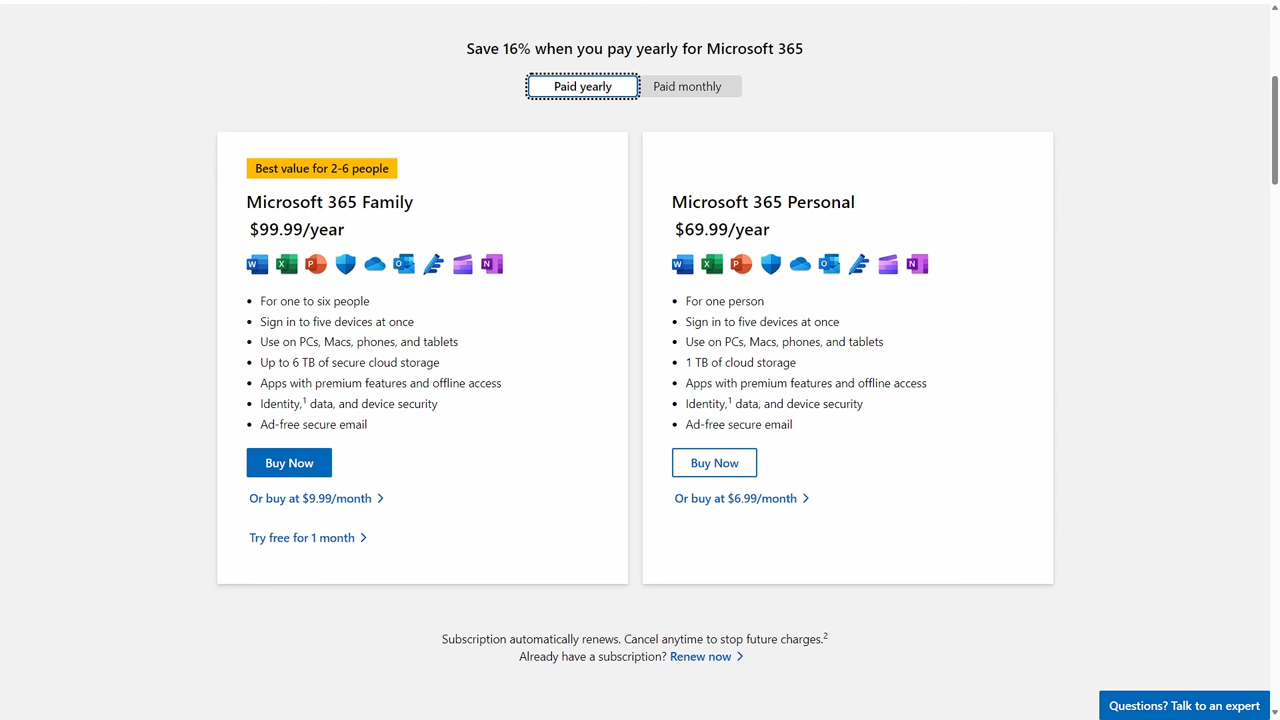 Save 16% when you pay yearly for Microsoft 365
Paid yearly
Paid monthly
Best value for 2-6 people
Microsoft 365 Family
$99.99/year
For one to six people
Sign in to five devices at once
Use on PCs, Macs, phones, and tablets
Up to 6 TB of secure cloud storage
Apps with premium features and offline access
Identity,¹ data, and device security
Ad-free secure email
Buy Now
Or buy at $9.99/month
Try free for 1 month
Microsoft 365 Personal
$69.99/year
For one person
Sign in to five devices at once
Use on PCs, Macs, phones, and tablets
1 TB of cloud storage
Apps with premium features and offline access
Identity,¹ data, and device security
Ad-free secure email
Buy Now
Or buy at $6.99/month
Subscription automatically renews. Cancel anytime to stop future charges.²
Already have a subscription? Renew now
Questions? Talk to an expert